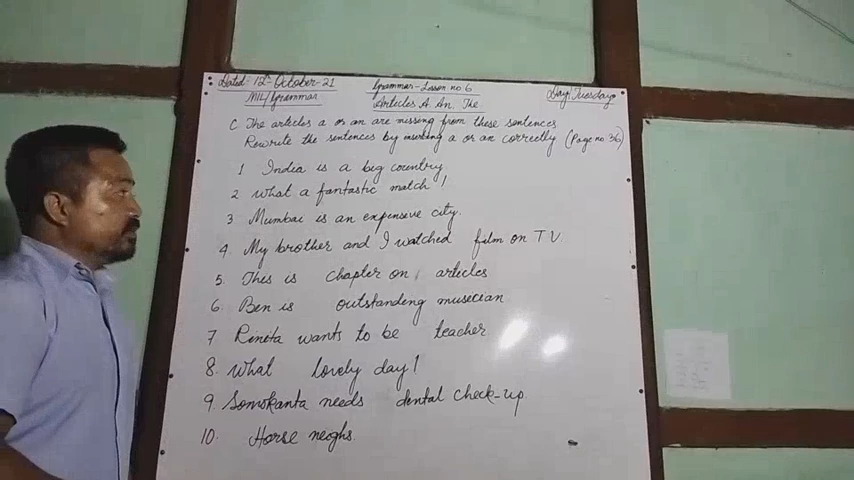 Dated: 12th October-21
MIL/Grammar
Grammar-Lesson no 6
Articles A. An. The
Day: Tuesday
C The articles a or an are missing from these sentences
Rewrite the sentences by inserting a or an correctly (Page no 36)
1 India is a big country
2 What a fantastic match!
3 Mumbai is an expensive city.
4. My brother and I watched film on T V.
5. This is chapter on articles
6. Ben is outstanding musician
7 Rinita wants to be teacher
8. What lovely day!
9. Somokanta needs dental check-up
10. Horse neighs.